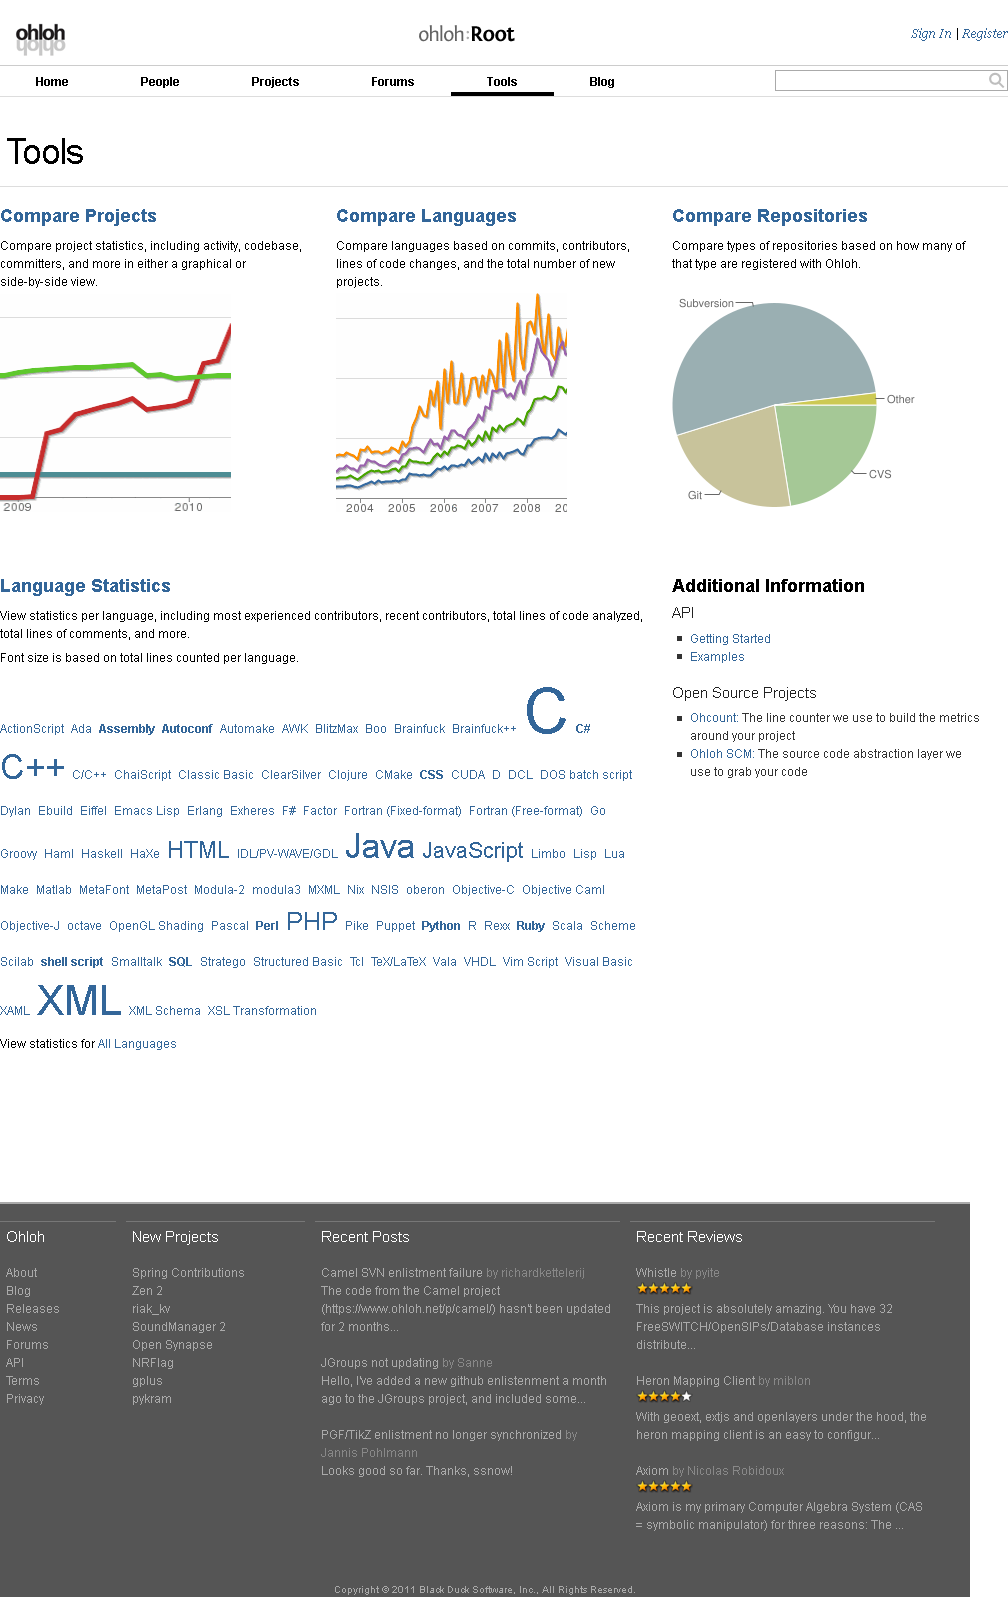 ohloh
ohloh:Root
Sign In | Register
Home People Projects Forums Tools Blog
Tools
Compare Projects
Compare project statistics, including activity, codebase,
committers, and more in either a graphical or
side-by-side view.
2009 2010
Compare Languages
Compare languages based on commits, contributors,
lines of code changes, and the total number of new
projects.
2004 2005 2006 2007 2008 20
Compare Repositories
Compare types of repositories based on how many of
that type are registered with Ohloh.
Subversion
Other
CVS
Git
Language Statistics
View statistics per language, including most experienced contributors, recent contributors, total lines of code analyzed,
total lines of comments, and more.
Font size is based on total lines counted per language.
ActionScript Ada Assembly Autoconf Automake AWK BlitzMax Boo Brainfuck Brainfuck++ C C#
C++ C/C++ ChaiScript Classic Basic ClearSilver Clojure CMake CSS CUDA D DCL DOS batch script
Dylan Ebuild Eiffel Emacs Lisp Erlang Exheres F# Factor Fortran (Fixed-format) Fortran (Free-format) Go
Groovy Haml Haskell HaXe HTML IDL/PV-WAVE/GDL Java JavaScript Limbo Lisp Lua
Make Matlab MetaFont MetaPost Modula-2 modula3 MXML Nix NSIS oberon Objective-C Objective Caml
Objective-J octave OpenGL Shading Pascal Perl PHP Pike Puppet Python R Rexx Ruby Scala Scheme
Scilab shell script Smalltalk SQL Stratego Structured Basic Tcl TeX/LaTeX Vala VHDL Vim Script Visual Basic
XAML XML XML Schema XSL Transformation
View statistics for All Languages
Additional Information
API
Getting Started
Examples
Open Source Projects
Ohcount: The line counter we use to build the metrics
around your project
Ohloh SCM: The source code abstraction layer we
use to grab your code
Ohloh
About
Blog
Releases
News
Forums
API
Terms
Privacy
New Projects
Spring Contributions
Zen 2
riak_kv
SoundManager 2
Open Synapse
NRFlag
gplus
pykram
Recent Posts
Camel SVN enlistment failure by richardkettelerij
The code from the Camel project
(https://www.ohloh.net/p/camel/) hasn't been updated
for 2 months...
JGroups not updating by Sanne
Hello, I've added a new github enlistenment a month
ago to the JGroups project, and included some...
PGF/TikZ enlistment no longer synchronized by
Jannis Pohlmann
Looks good so far. Thanks, ssnow!
Recent Reviews
Whistle by pyite
This project is absolutely amazing. You have 32
FreeSWITCH/OpenSIPs/Database instances
distribute...
Heron Mapping Client by miblon
With geoext, extjs and openlayers under the hood, the
heron mapping client is an easy to configur...
Axiom by Nicolas Robidoux
Axiom is my primary Computer Algebra System (CAS
= symbolic manipulator) for three reasons: The ...
Copyright © 2011 Black Duck Software, Inc., All Rights Reserved.